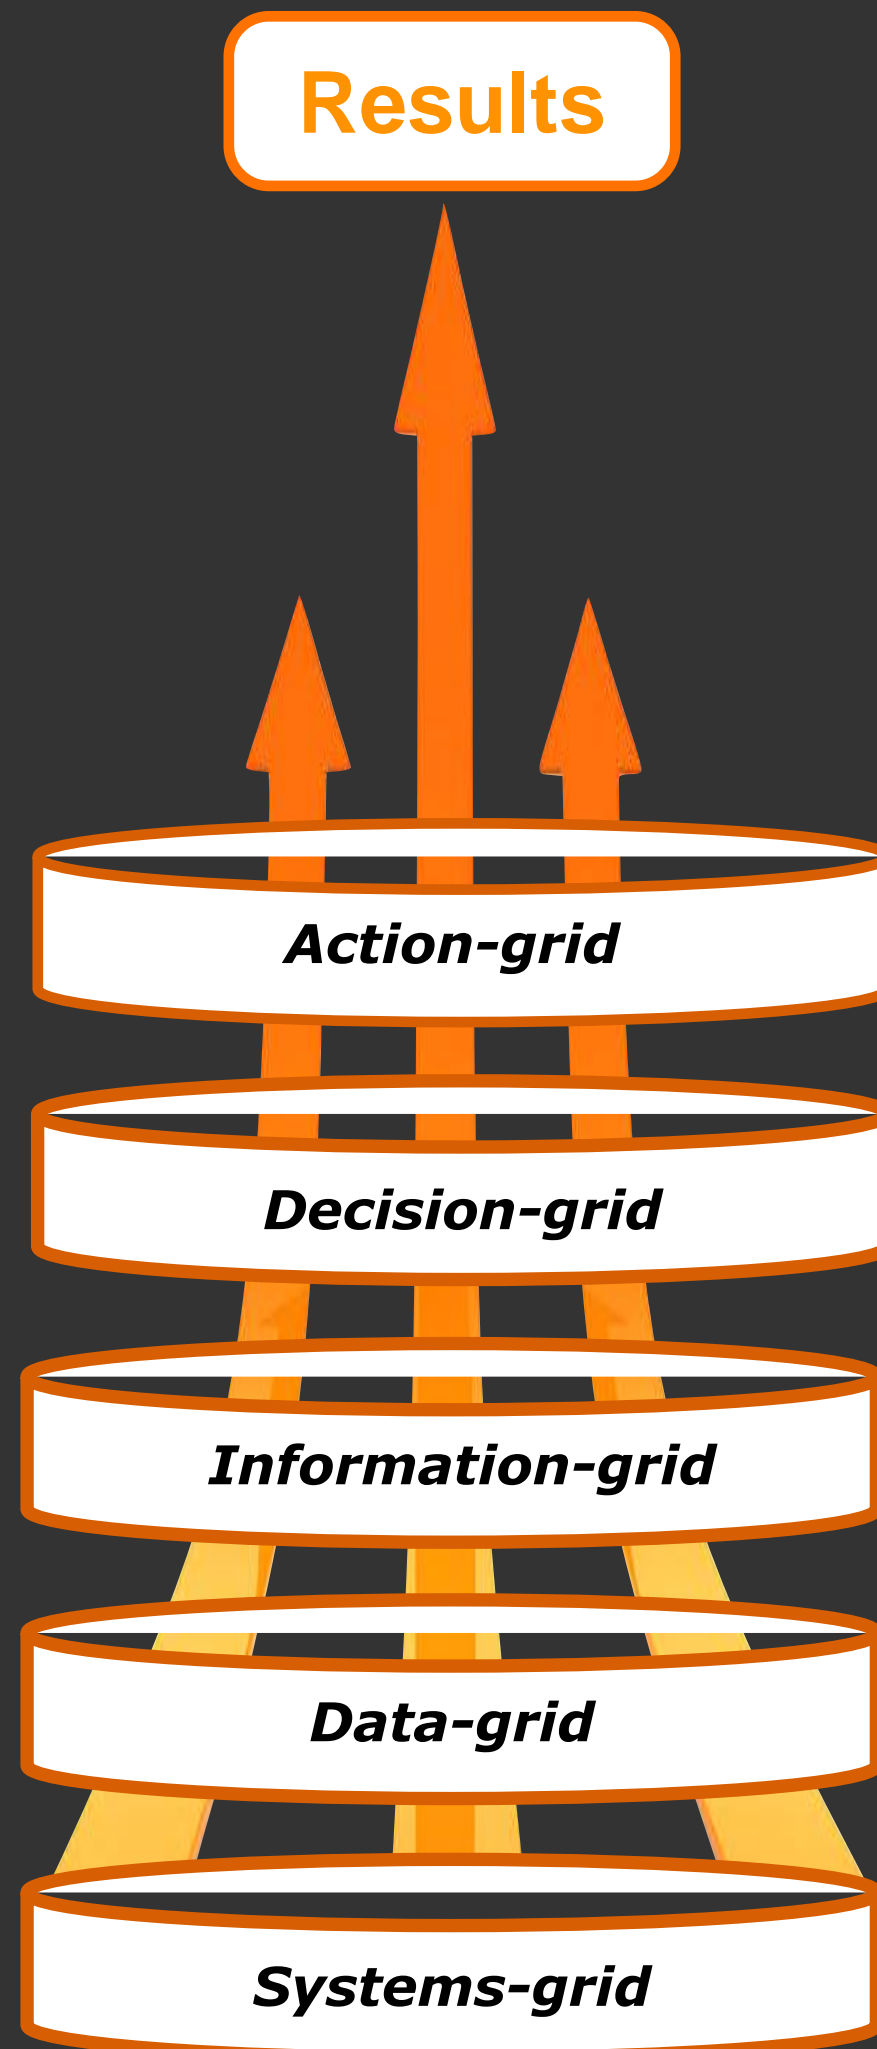 Results
Action-grid
Decision-grid
Information-grid
Data-grid
Systems-grid